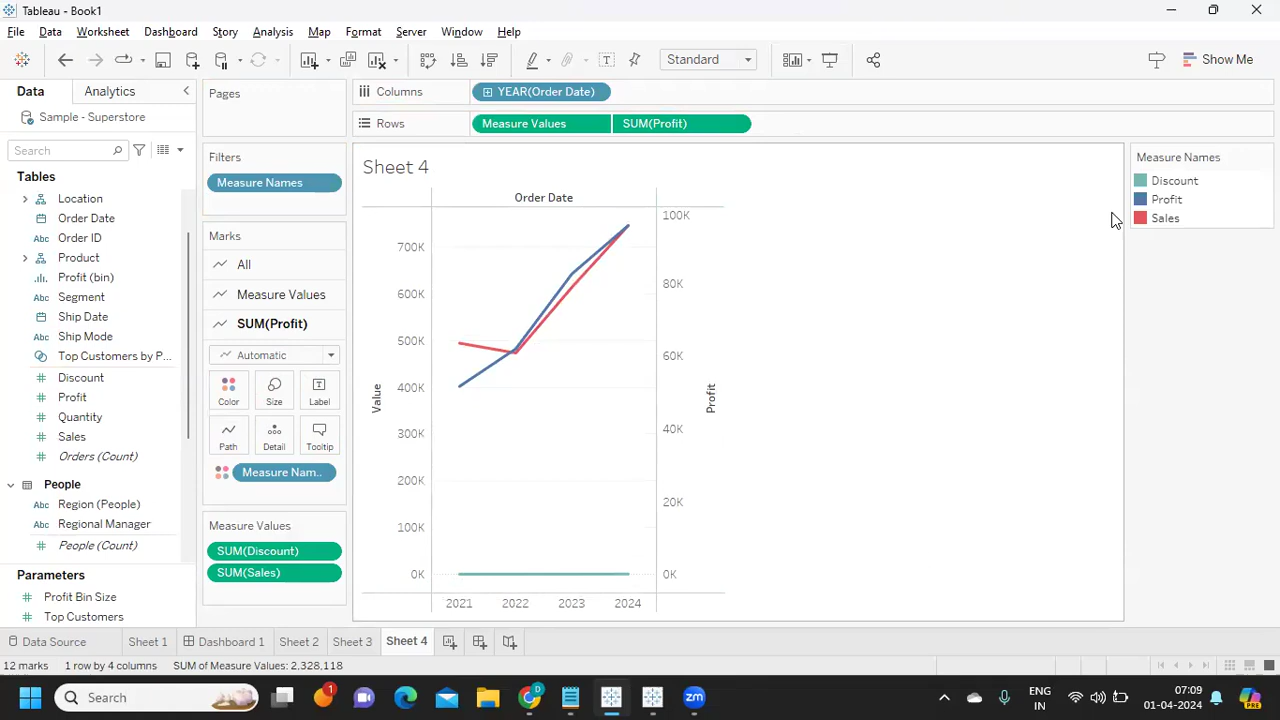 Tableau - Book1
File Data Worksheet Dashboard Story Analysis Map Format Server Window Help
Standard
Show Me
Data Analytics
Sample - Superstore
Search
Tables
Location
Order Date
Order ID
Product
Profit (bin)
Segment
Ship Date
Ship Mode
Top Customers by P...
Discount
Profit
Quantity
Sales
Orders (Count)
People
Region (People)
Regional Manager
People (Count)
Parameters
Profit Bin Size
Top Customers
Pages
Filters
Measure Names
Marks
All
Measure Values
SUM(Profit)
Automatic
Color Size Label
Path Detail Tooltip
Measure Nam..
Measure Values
SUM(Discount)
SUM(Sales)
Columns YEAR(Order Date)
Rows Measure Values SUM(Profit)
Sheet 4
Order Date
Value
700K
600K
500K
400K
300K
200K
100K
0K
2021 2022 2023 2024
100K
80K
60K
40K
20K
0K
Profit
Measure Names
Discount
Profit
Sales
Data Source Sheet 1 Dashboard 1 Sheet 2 Sheet 3 Sheet 4
12 marks 1 row by 4 columns SUM of Measure Values: 2,328,118
Search
1
D
zm
ENG
IN
07:09
01-04-2024
PRE